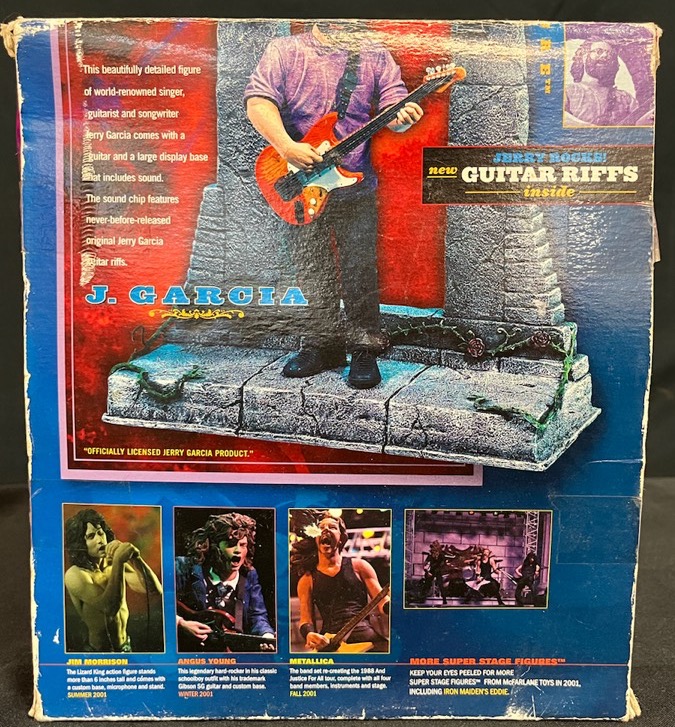 This beautifully detailed figure
of world-renowned singer,
guitarist and songwriter
Jerry Garcia comes with a
guitar and a large display base
that includes sound.
The sound chip features
never-before-released
original Jerry Garcia
guitar riffs.
J. GARCIA
"OFFICIALLY LICENSED JERRY GARCIA PRODUCT."
JERRY ROCKS!
new GUITAR RIFFS
inside
JIM MORRISON
The Lizard King action figure stands
more than 6 inches tall and comes with
a custom base, microphone and stand.
SUMMER 2001
ANGUS YOUNG
This legendary hard-rocker in his classic
schoolboy outfit with his trademark
Gibson SG guitar and custom base.
WINTER 2001
METALLICA
The band set re-creating the 1988 And
Justice For All tour, complete with all four
band members, instruments and stage.
FALL 2001
MORE SUPER STAGE FIGURES™
KEEP YOUR EYES PEELED FOR MORE
SUPER STAGE FIGURES™ FROM McFARLANE TOYS IN 2001,
INCLUDING IRON MAIDEN'S EDDIE.